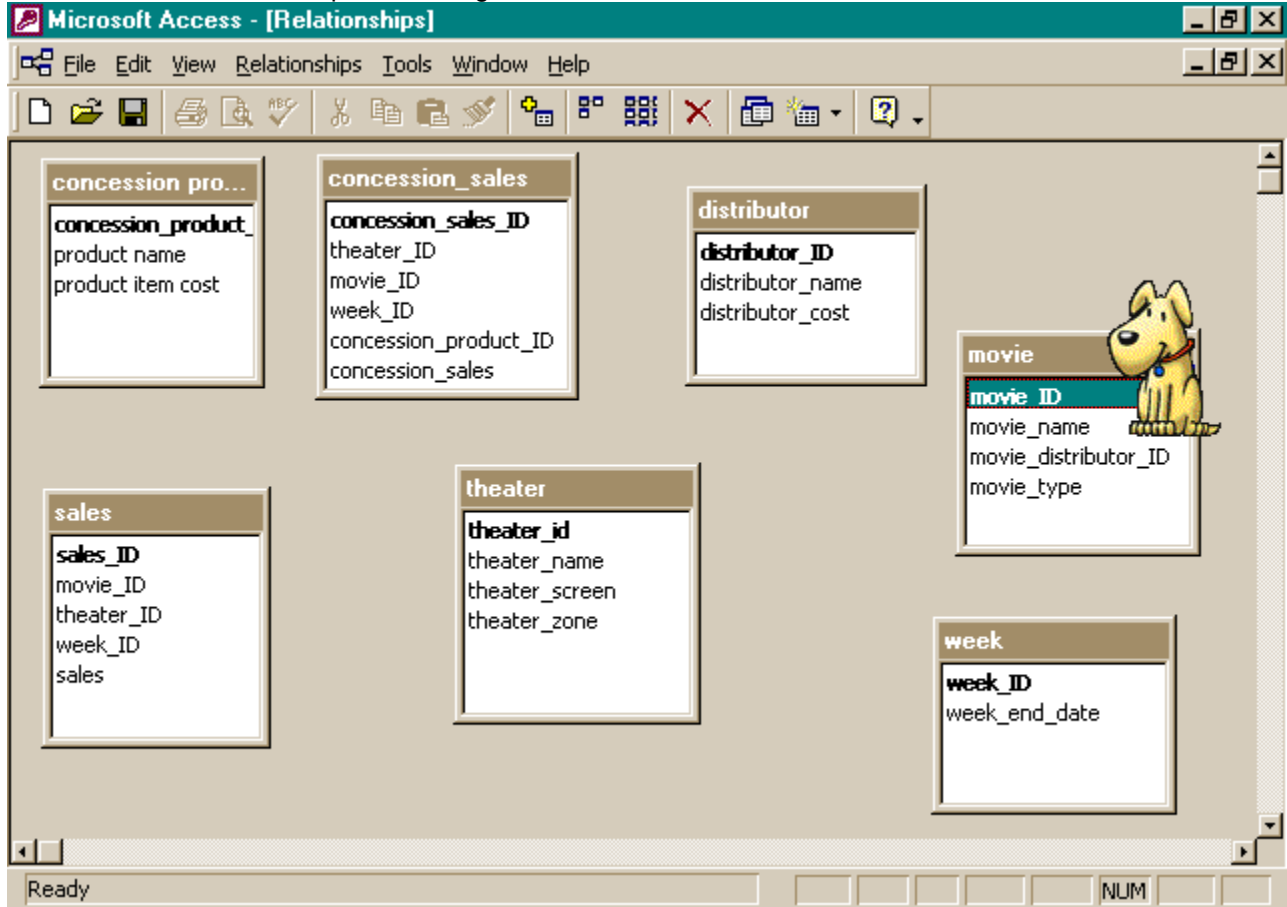 Microsoft Access - [Relationships]
File Edit View Relationships Tools Window Help
ABC
concession pro...
concession_product_
product name
product item cost
concession_sales
concession_sales_ID
theater_ID
movie_ID
week_ID
concession_product_ID
concession_sales
distributor
distributor_ID
distributor_name
distributor_cost
movie
movie_ID
movie_name
movie_distributor_ID
movie_type
sales
sales_ID
movie_ID
theater_ID
week_ID
sales
theater
theater_id
theater_name
theater_screen
theater_zone
week
week_ID
week_end_date
Ready
NUM